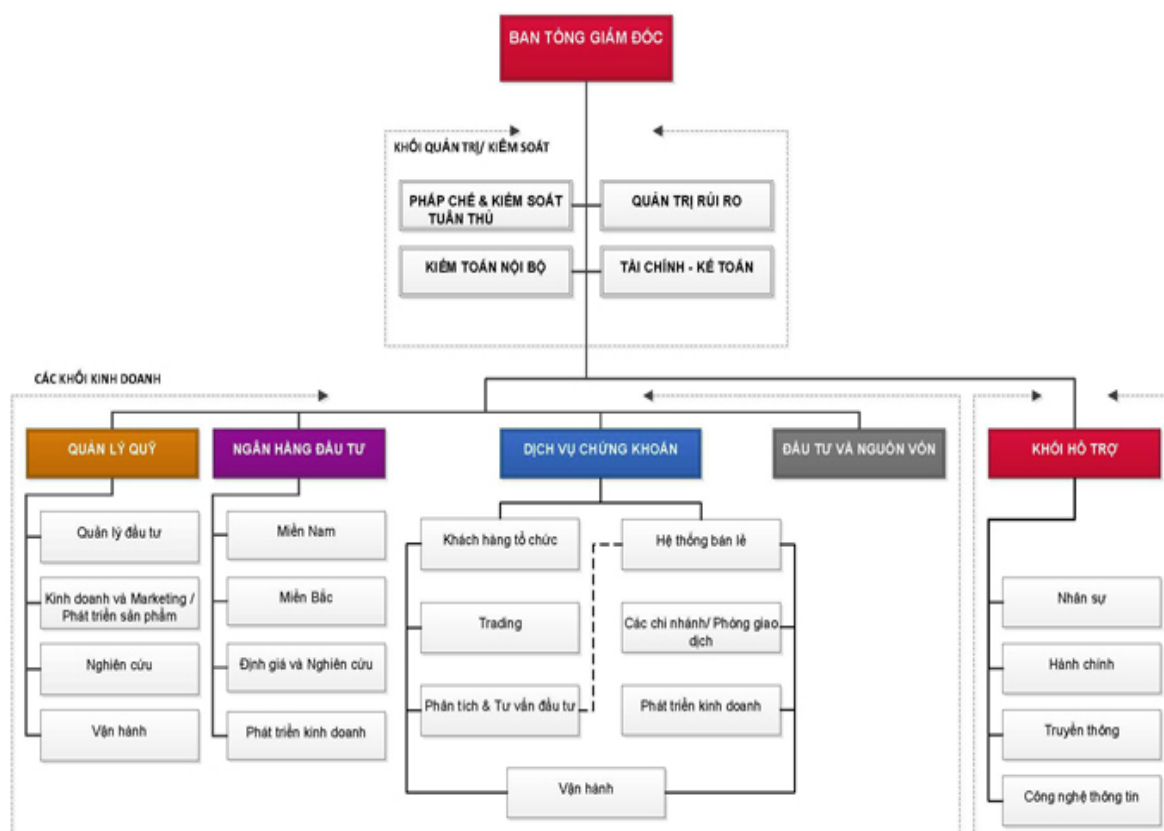 BAN TỔNG GIÁM ĐỐC
KHỐI QUẢN TRỊ/ KIỂM SOÁT
PHÁP CHẾ & KIỂM SOÁT
TUÂN THỦ
QUẢN TRỊ RỦI RO
KIỂM TOÁN NỘI BỘ
TÀI CHÍNH - KẾ TOÁN
CÁC KHỐI KINH DOANH
QUẢN LÝ QUỸ
NGÂN HÀNG ĐẦU TƯ
DỊCH VỤ CHỨNG KHOÁN
ĐẦU TƯ VÀ NGUỒN VỐN
KHỐI HỖ TRỢ
Quản lý đầu tư
Kinh doanh và Marketing /
Phát triển sản phẩm
Nghiên cứu
Vận hành
Miền Nam
Miền Bắc
Định giá và Nghiên cứu
Phát triển kinh doanh
Khách hàng tổ chức
Trading
Phân tích & Tư vấn đầu tư
Hệ thống bán lẻ
Các chi nhánh/ Phòng giao
dịch
Phát triển kinh doanh
Vận hành
Nhân sự
Hành chính
Truyền thông
Công nghệ thông tin